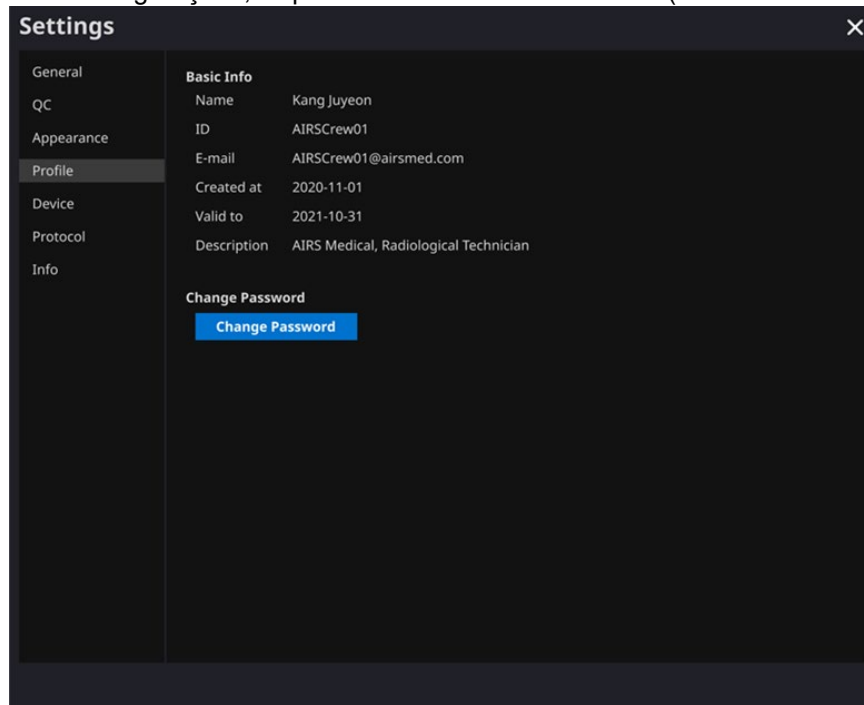 Settings
General
QC
Appearance
Profile
Device
Protocol
Info
Basic Info
Name Kang Juyeon
ID AIRSCrew01
E-mail AIRSCrew01@airsmed.com
Created at 2020-11-01
Valid to 2021-10-31
Description AIRS Medical, Radiological Technician
Change Password
Change Password